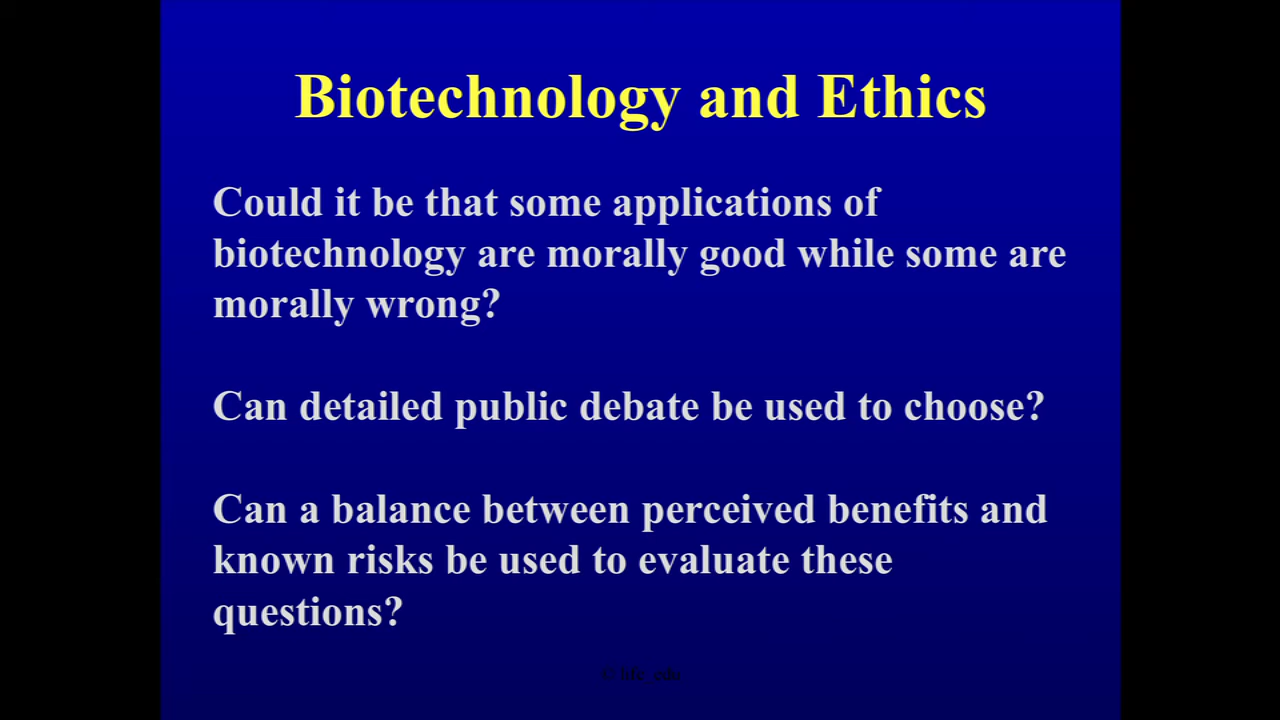 Biotechnology and Ethics
Could it be that some applications of
biotechnology are morally good while some are
morally wrong?
Can detailed public debate be used to choose?
Can a balance between perceived benefits and
known risks be used to evaluate these
questions?